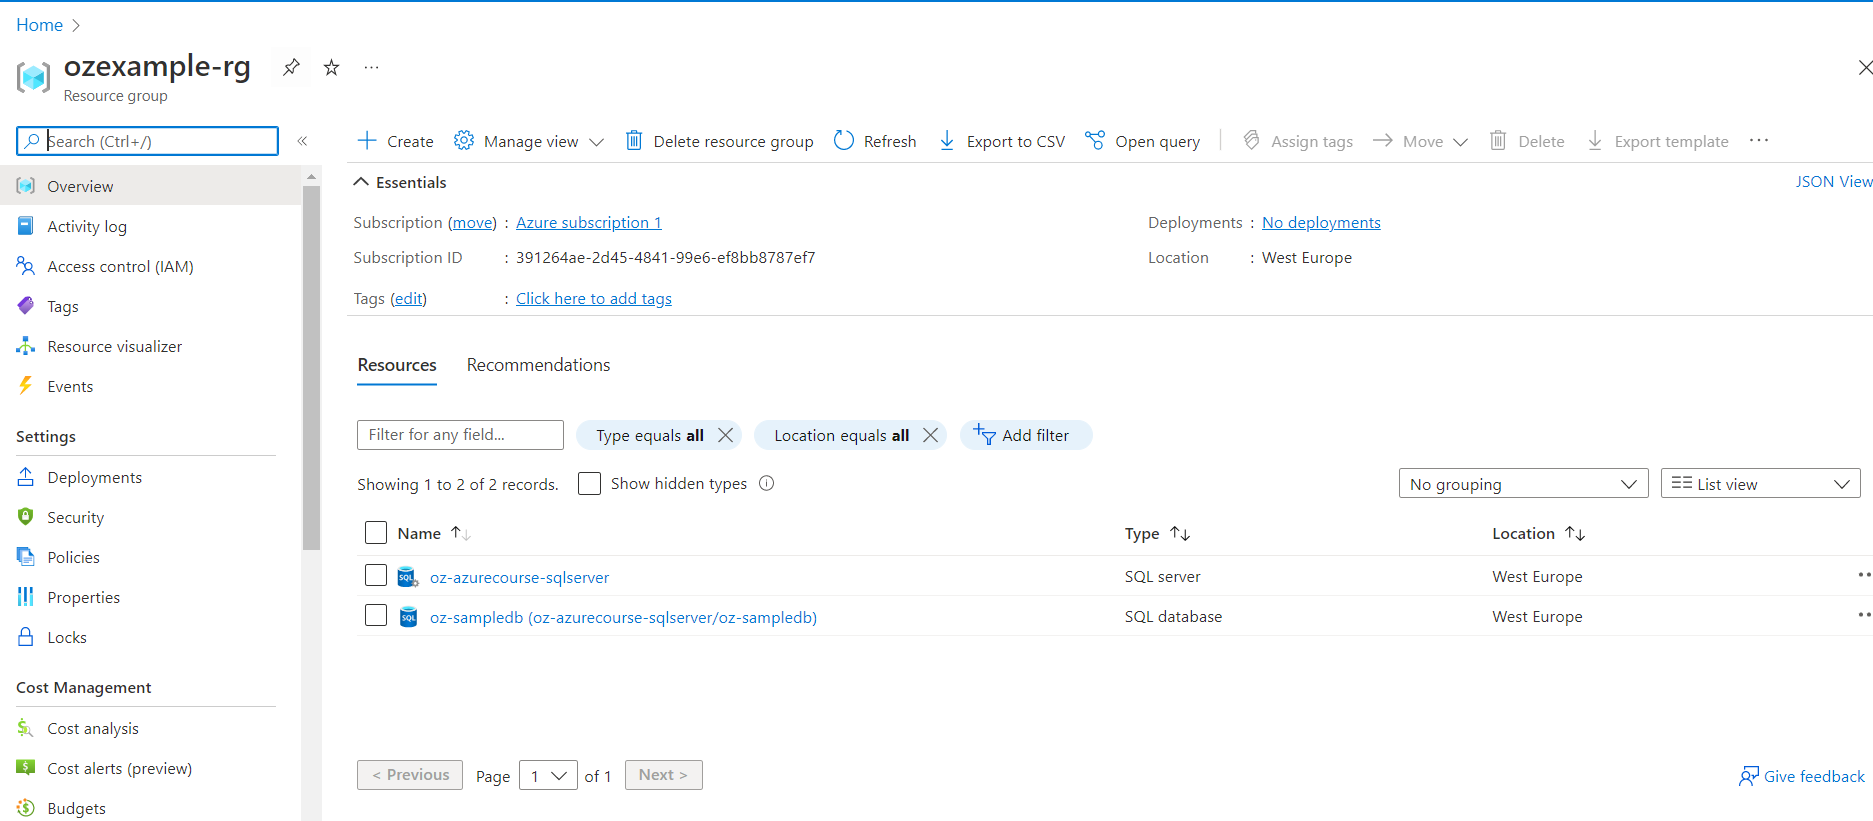 Home
ozexample-rg
Resource group
Search (Ctrl+/)
Overview
Activity log
Access control (IAM)
Tags
Resource visualizer
Events
Settings
Deployments
Security
Policies
Properties
Locks
Cost Management
Cost analysis
Cost alerts (preview)
Budgets
Create Manage view Delete resource group Refresh Export to CSV Open query Assign tags Move Delete Export template
Essentials JSON View
Subscription (move) : Azure subscription 1 Deployments : No deployments
Subscription ID : 391264ae-2d45-4841-99e6-ef8bb8787ef7 Location : West Europe
Tags (edit) : Click here to add tags
Resources Recommendations
Filter for any field... Type equals all Location equals all Add filter
Showing 1 to 2 of 2 records. Show hidden types No grouping List view
Name Type Location
oz-azurecourse-sqlserver SQL server West Europe
oz-sampledb (oz-azurecourse-sqlserver/oz-sampledb) SQL database West Europe
< Previous Page 1 of 1 Next > Give feedback